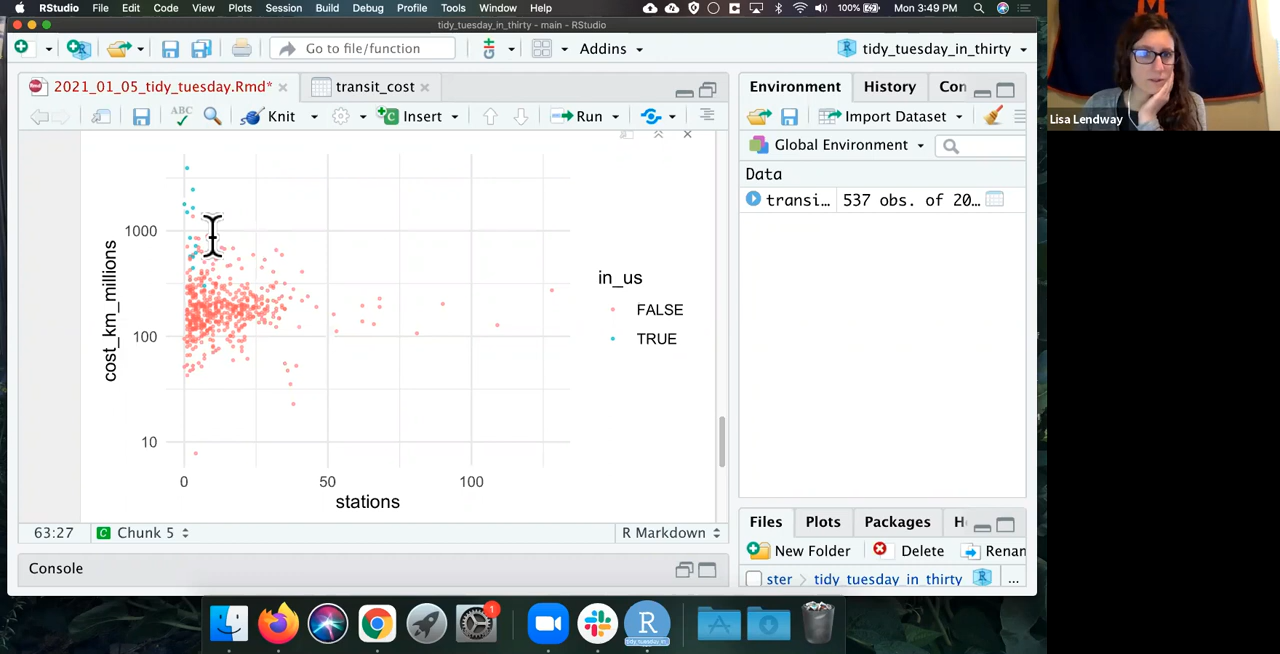 RStudio File Edit Code View Plots Session Build Debug Profile Tools Window Help 100% Mon 3:49 PM
tidy_tuesday_in_thirty - main - RStudio
Go to file/function Addins tidy_tuesday_in_thirty
2021_01_05_tidy_tuesday.Rmd* transit_cost
ABC Knit Insert Run
1000
100
10
cost_km_millions
0 50 100
stations
in_us
FALSE
TRUE
63:27 C Chunk 5 R Markdown
Console
Environment History Con
Import Dataset
Global Environment
Data
transi… 537 obs. of 20…
Files Plots Packages H
New Folder Delete Renan
ster tidy_tuesday_in_thirty ...
Lisa Lendway
1
R